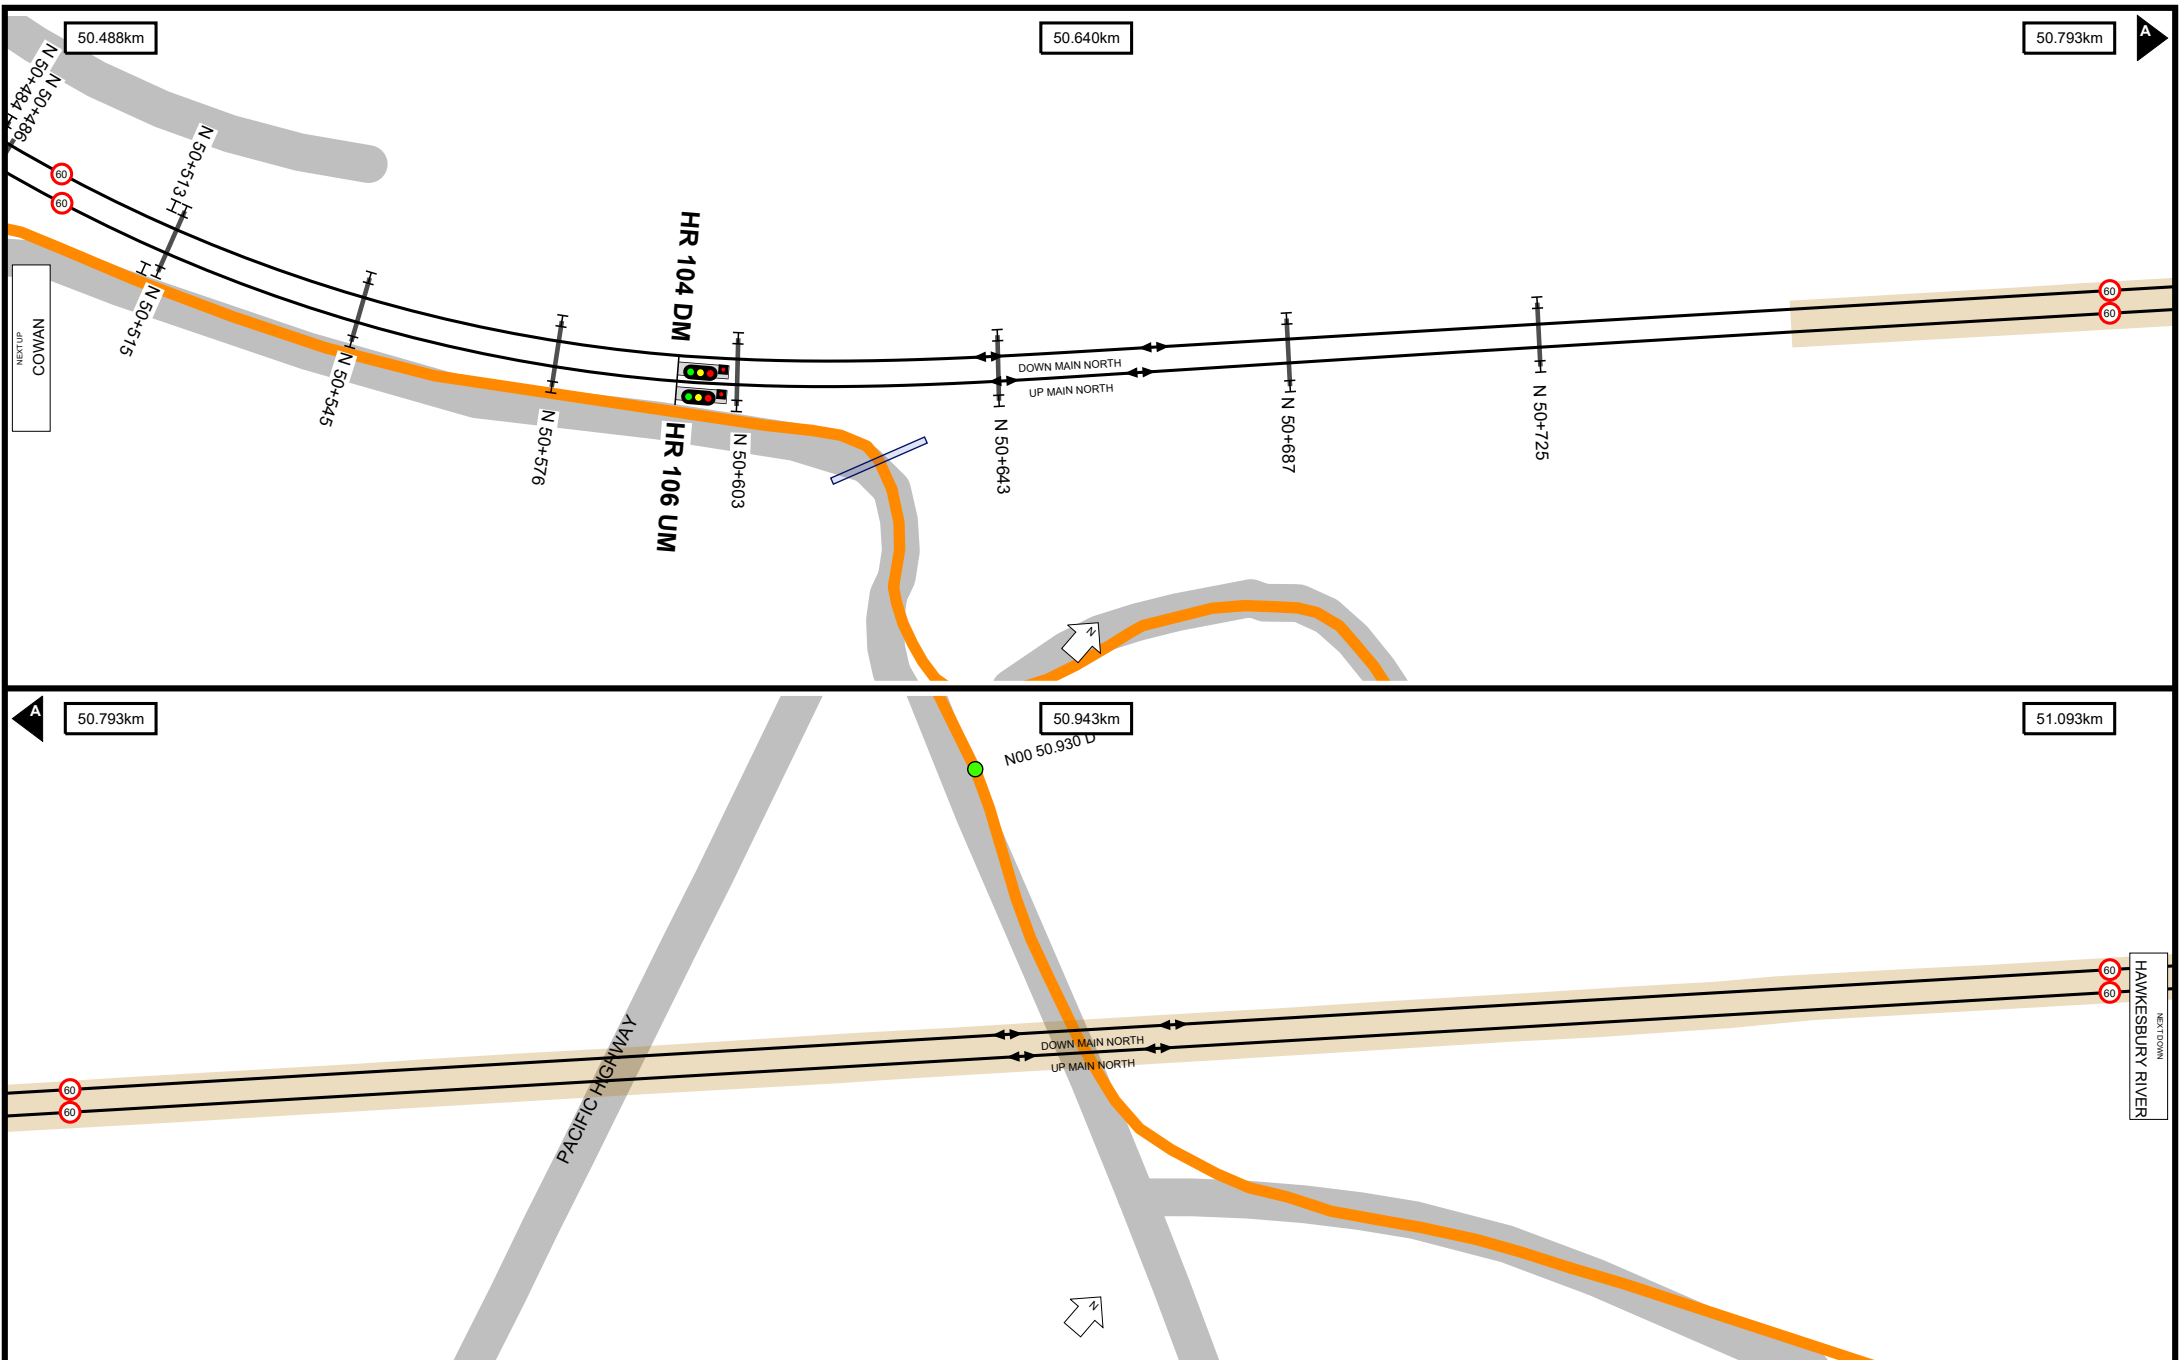 50.488km
50.640km
50.793km
A
N 50+484
N 50+486
N 50+513
60
60
HR 104 DM
60
60
NEXT UP
COWAN
N 50+515
N 50+545
N 50+576
HR 106 UM
N 50+603
DOWN MAIN NORTH
UP MAIN NORTH
N 50+643
N 50+687
N 50+725
N
A
50.793km
50.943km
51.093km
N00 50.930 D
60
60
HAWKESBURY RIVER
NEXT DOWN
PACIFIC HIGHWAY
DOWN MAIN NORTH
UP MAIN NORTH
60
60
N